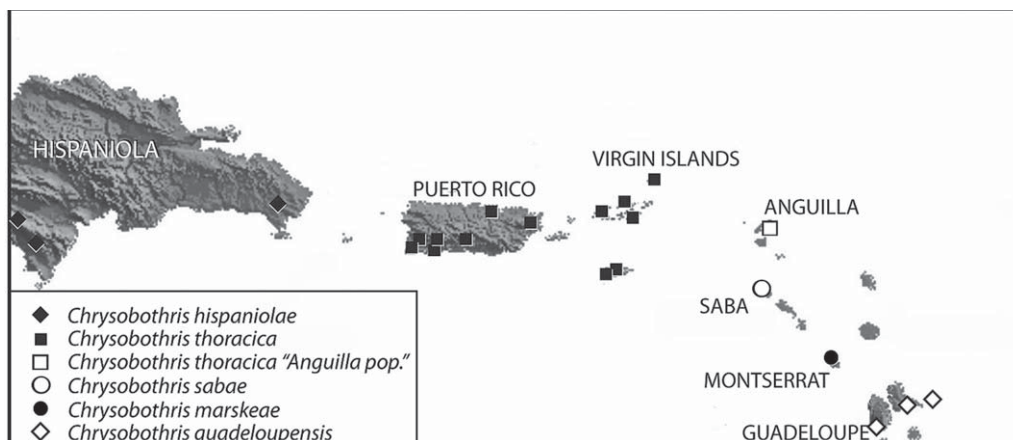 HISPANIOLA
VIRGIN ISLANDS
PUERTO RICO
ANGUILLA
SABA
MONTSERRAT
GUADELOUPE
Chrysobothris hispaniolae
Chrysobothris thoracica
Chrysobothris thoracica "Anguilla pop."
Chrysobothris sabae
Chrysobothris marskeae
Chrysobothris guadeloupensis